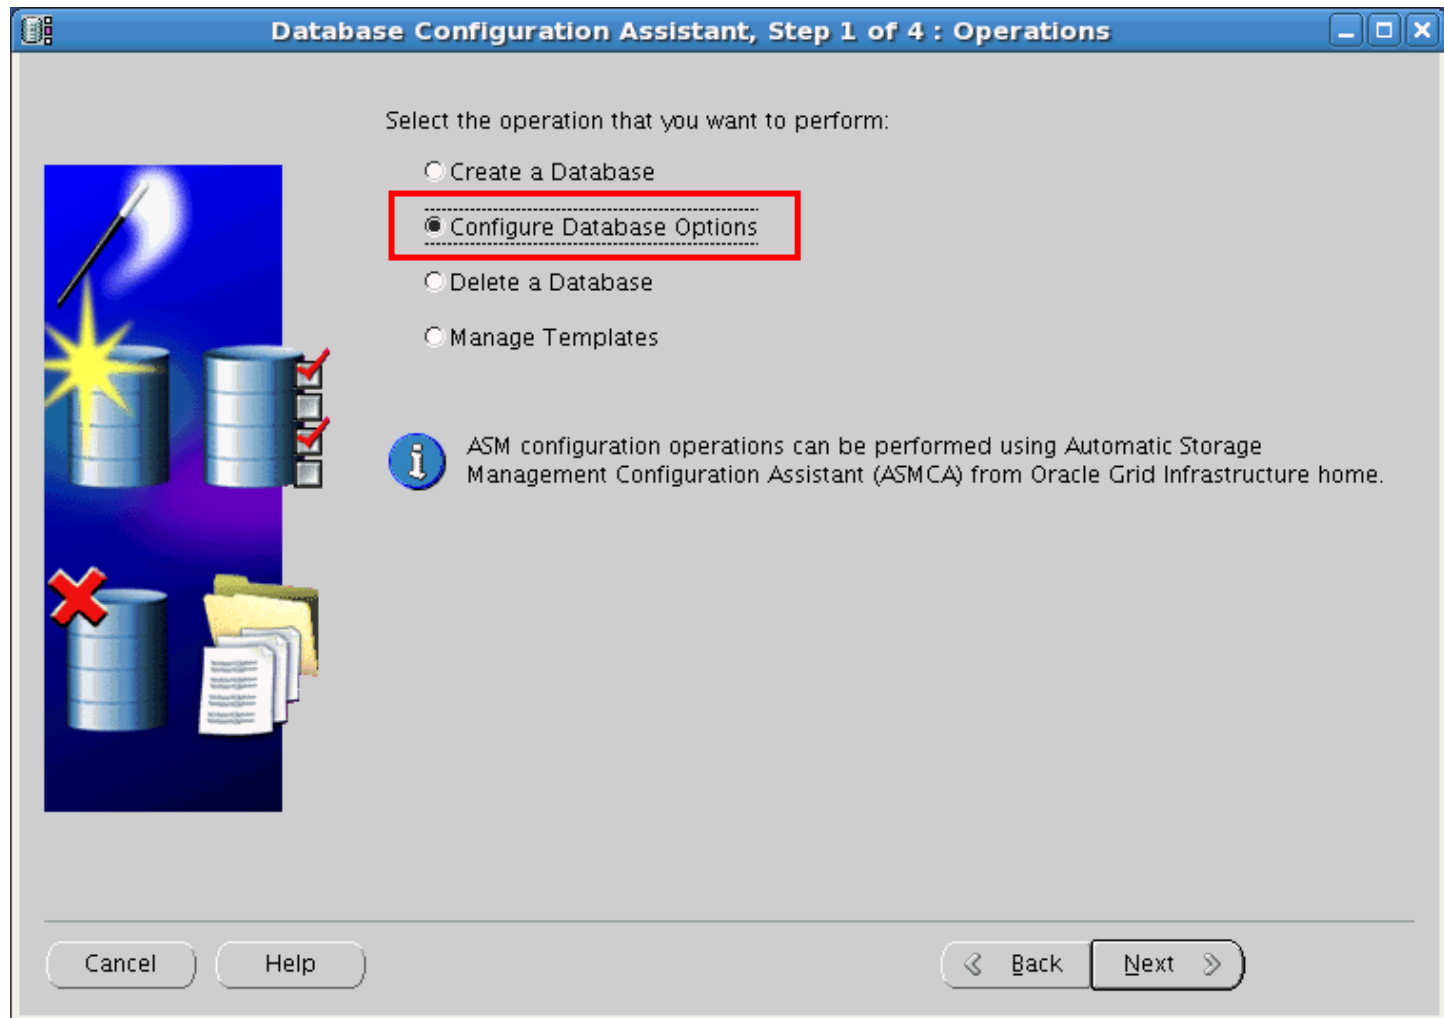 Database Configuration Assistant, Step 1 of 4 : Operations
Select the operation that you want to perform:
Create a Database
Configure Database Options
Delete a Database
Manage Templates
ASM configuration operations can be performed using Automatic Storage
Management Configuration Assistant (ASMCA) from Oracle Grid Infrastructure home.
Cancel
Help
Back
Next